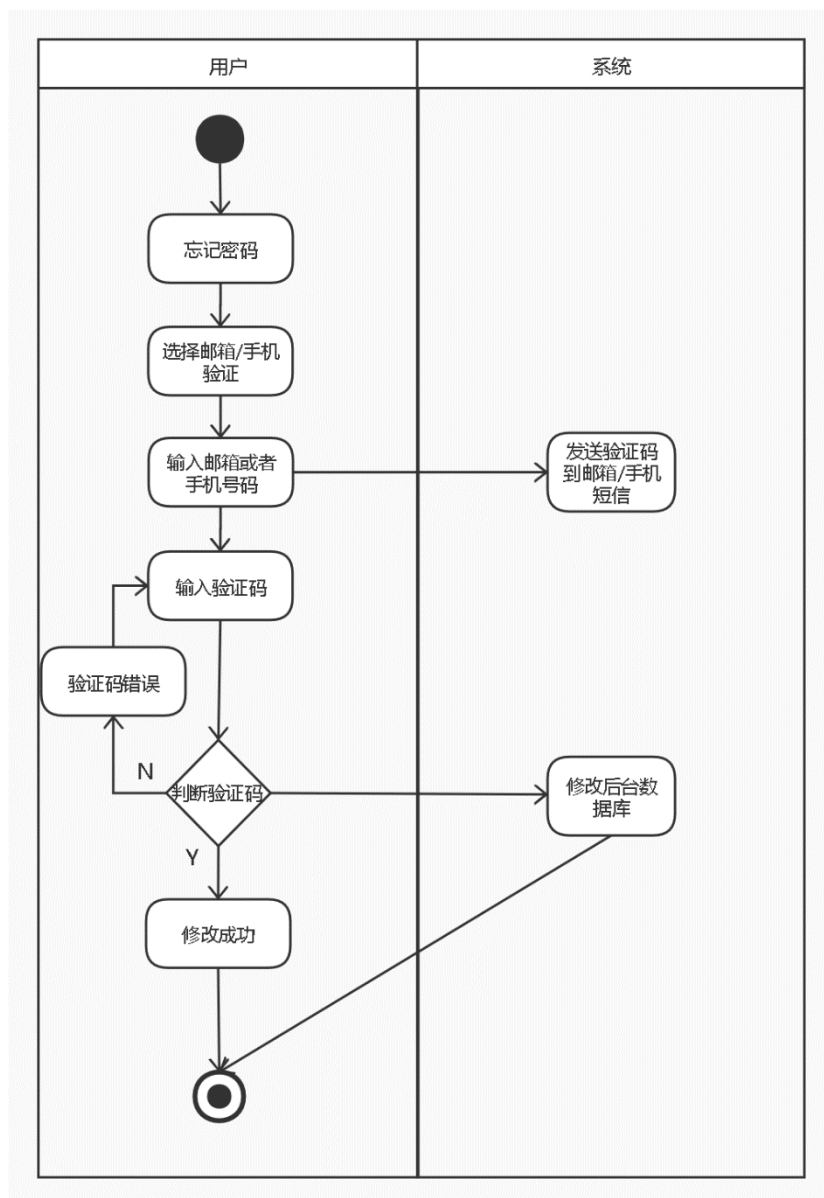 用户
系统
忘记密码
选择邮箱/手机
验证
输入邮箱或者
手机号码
发送验证码
到邮箱/手机
短信
输入验证码
验证码错误
N
判断验证码
修改后台数
据库
Y
修改成功